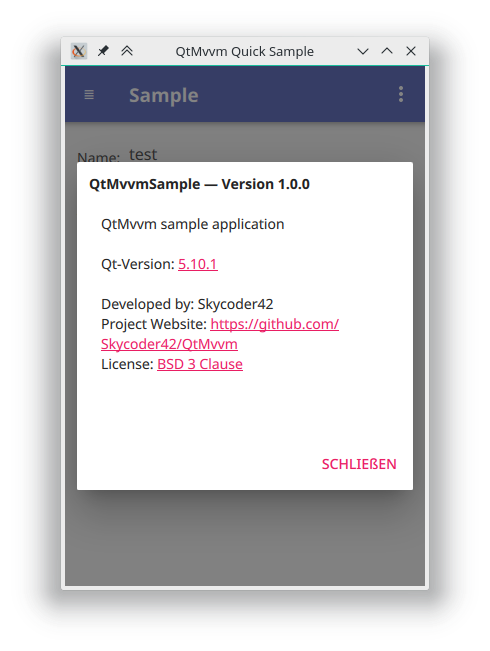 QtMvvm Quick Sample
Sample
Name: test
QtMvvmSample — Version 1.0.0
QtMvvm sample application
Qt-Version: 5.10.1
Developed by: Skycoder42
Project Website: https://github.com/
Skycoder42/QtMvvm
License: BSD 3 Clause
SCHLIEẞEN